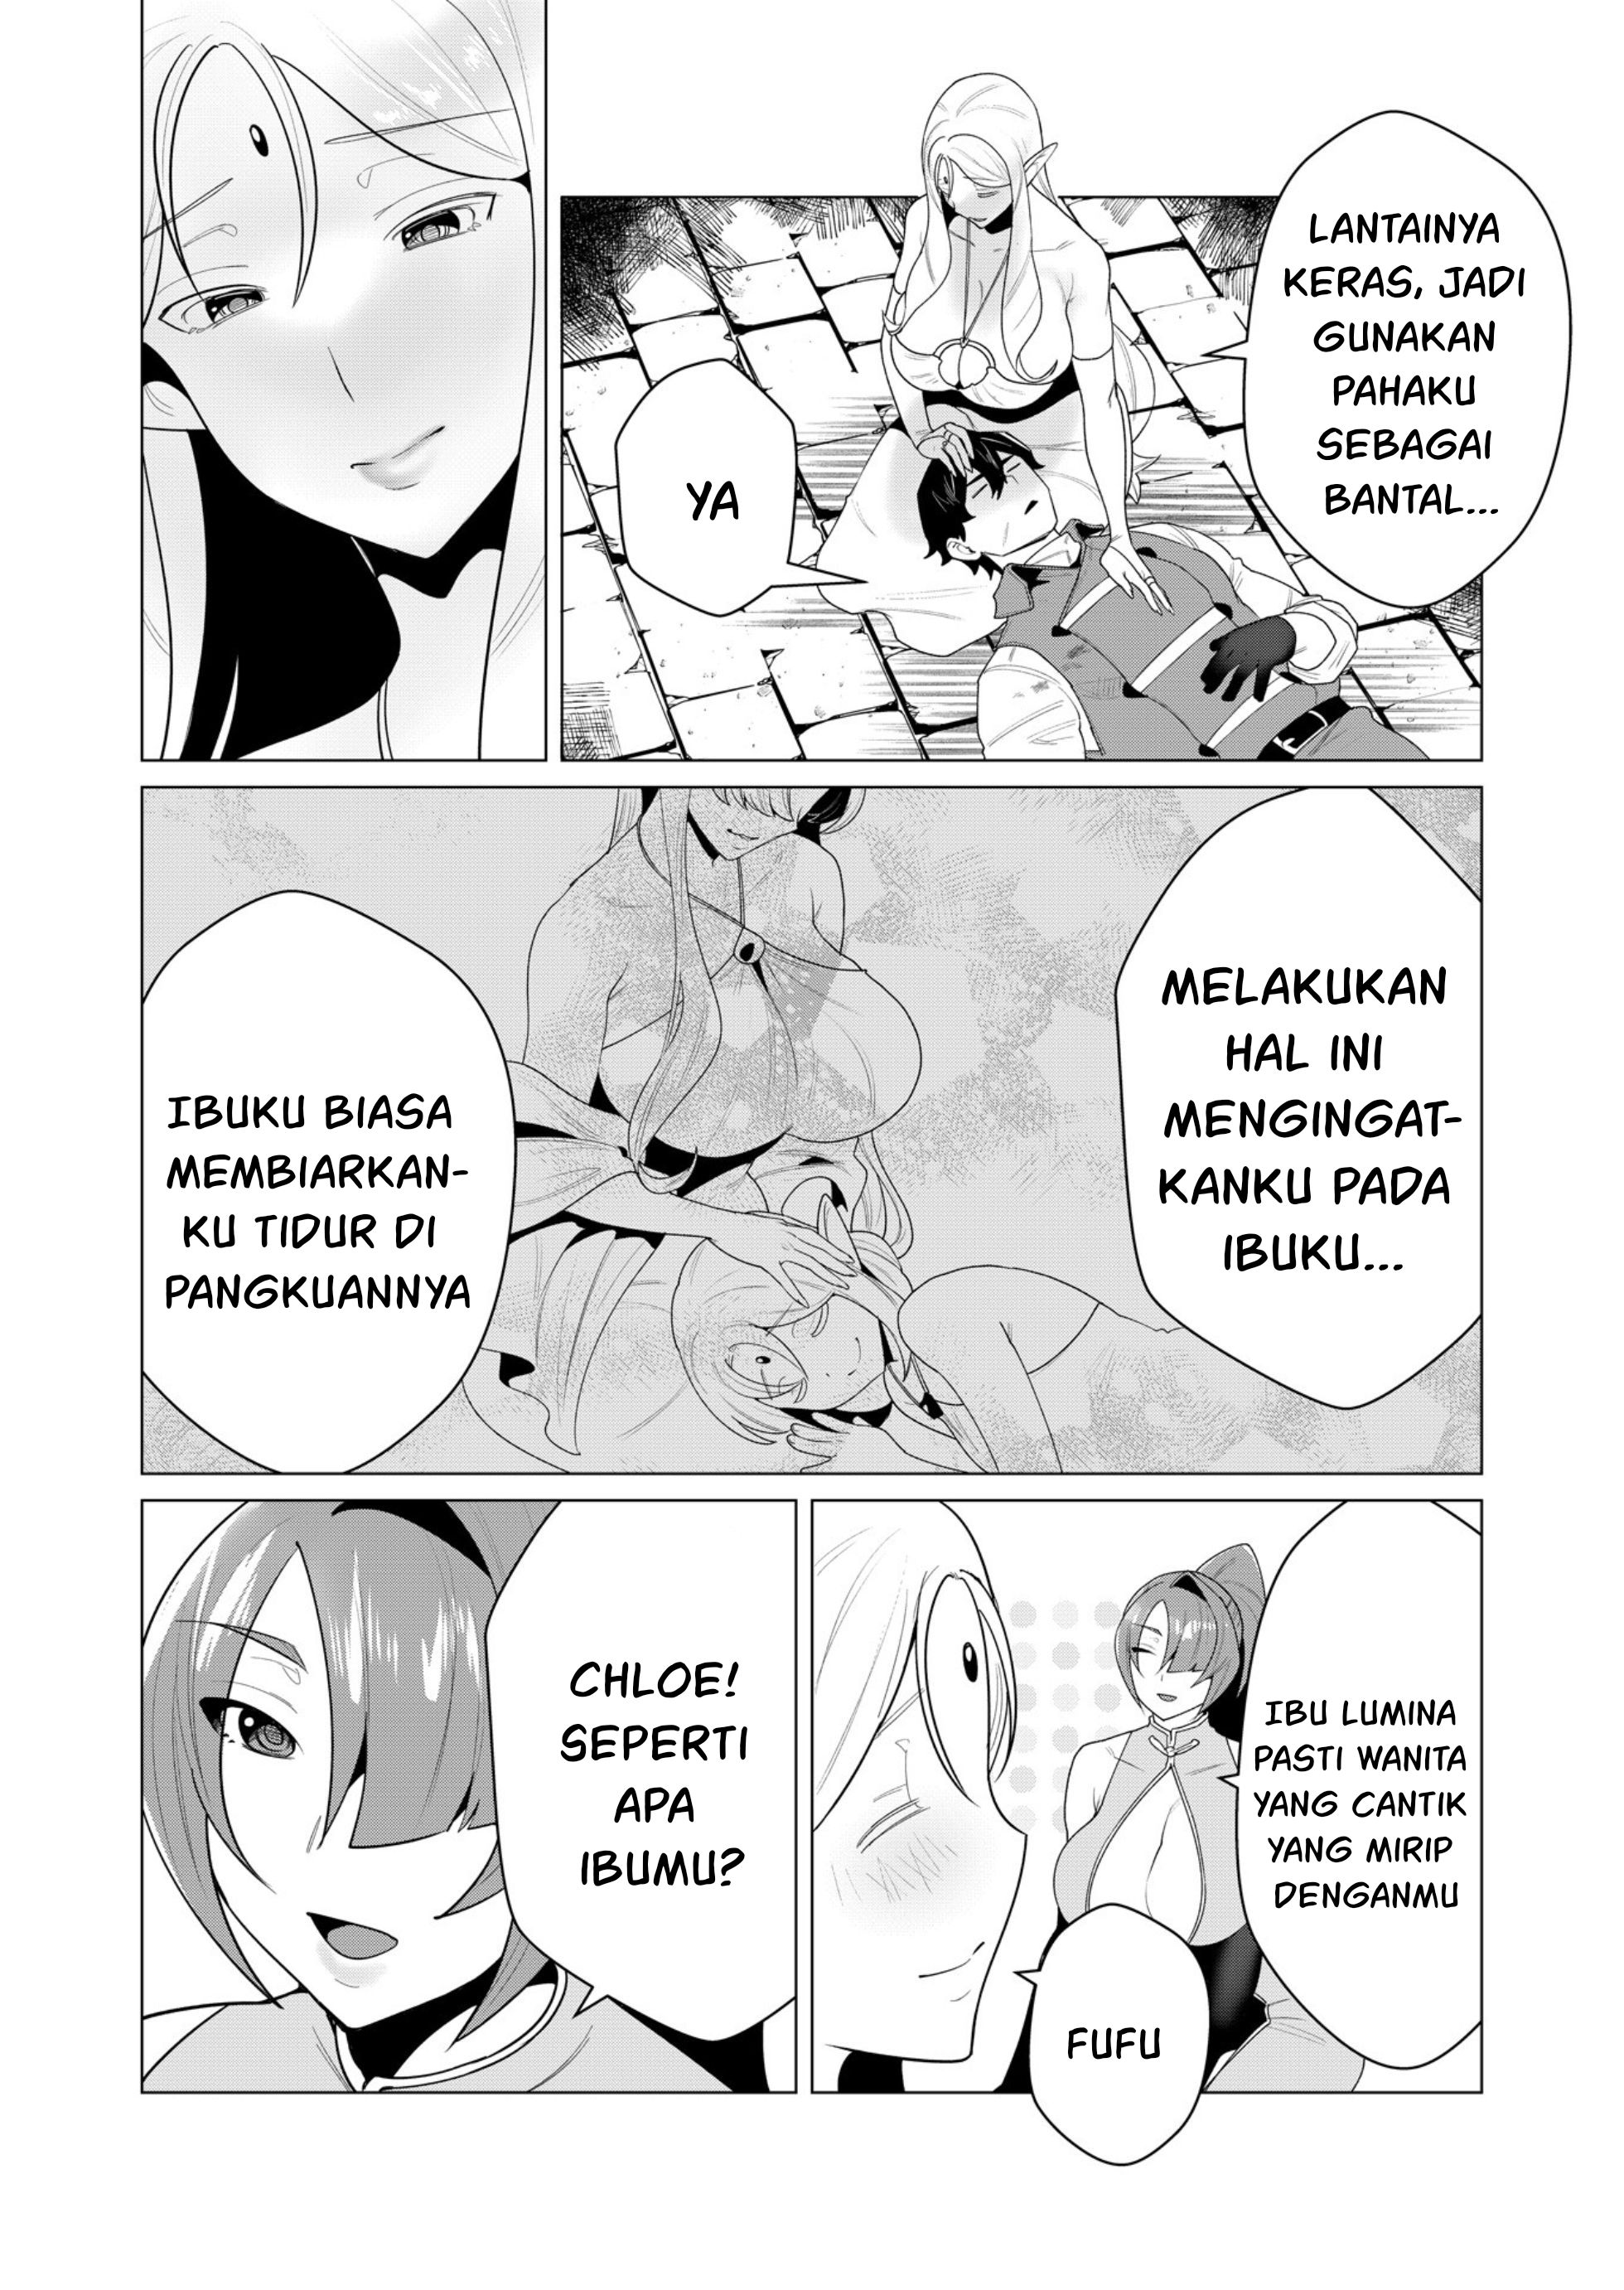 LANTAINYA
KERAS, JADI
GUNAKAN
PAHAKU
SEBAGAI
BANTAL...
YA
MELAKUKAN
HAL INI
MENGINGAT-
KANKU PADA
IBUKU...
IBUKU BIASA
MEMBIARKAN-
KU TIDUR DI
PANGKUANNYA
IBU LUMINA
PASTI WANITA
YANG CANTIK
YANG MIRIP
DENGANMU
FUFU
CHLOE!
SEPERTI
APA
IBUMU?